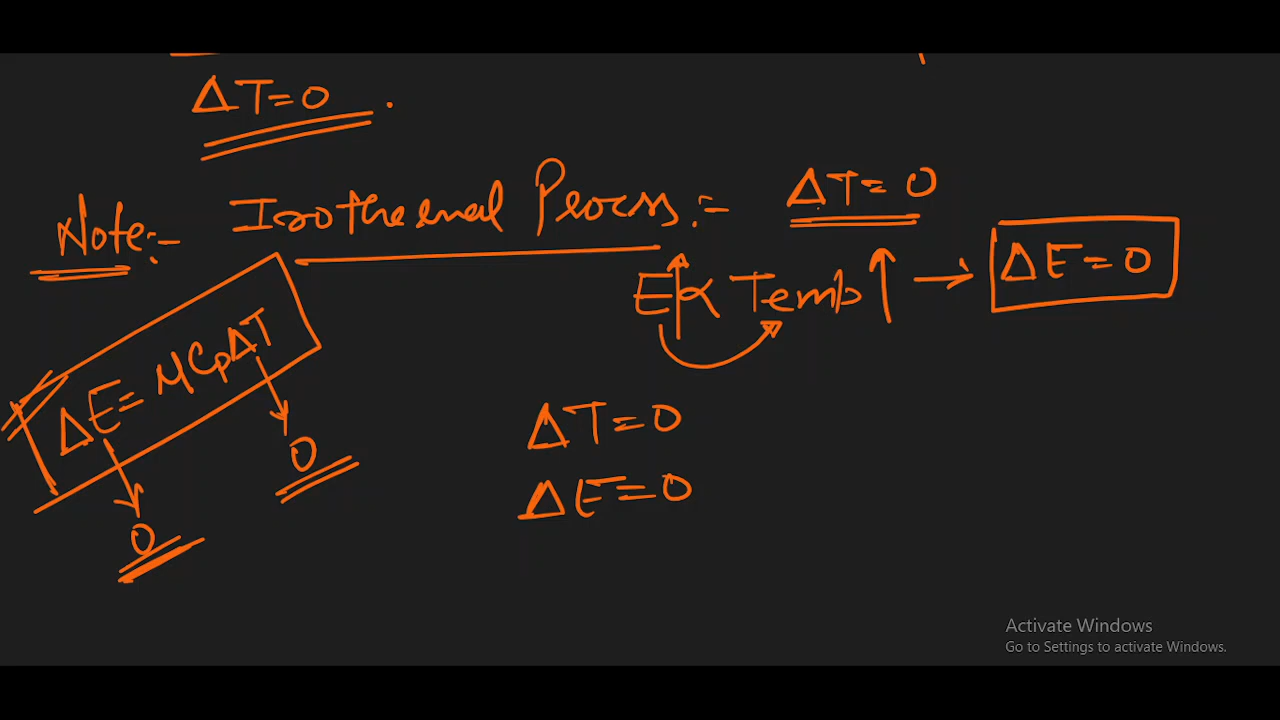 ΔT=0 .
Note:- Isothermal Process:- ΔT=0
E ∝ Temp ↑ → ΔE=0
ΔE= MCpΔT
0
0
ΔT=0
ΔE=0
Activate Windows
Go to Settings to activate Windows.